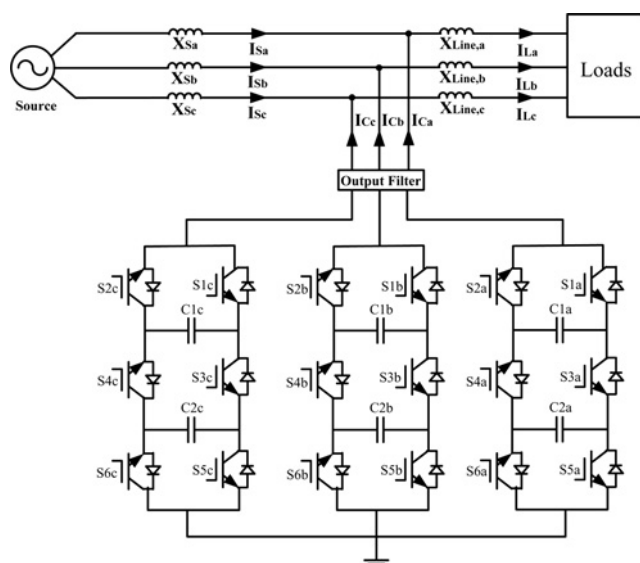 XSa ISa XLine,a ILa
XSb ISb XLine,b ILb
Loads
Source
XSc ISc XLine,c ILc
ICc ICb ICa
Output Filter
S2c S1c S2b S1b S2a S1a
C1c C1b C1a
S4c S3c S4b S3b S4a S3a
C2c C2b C2a
S6c S5c S6b S5b S6a S5a